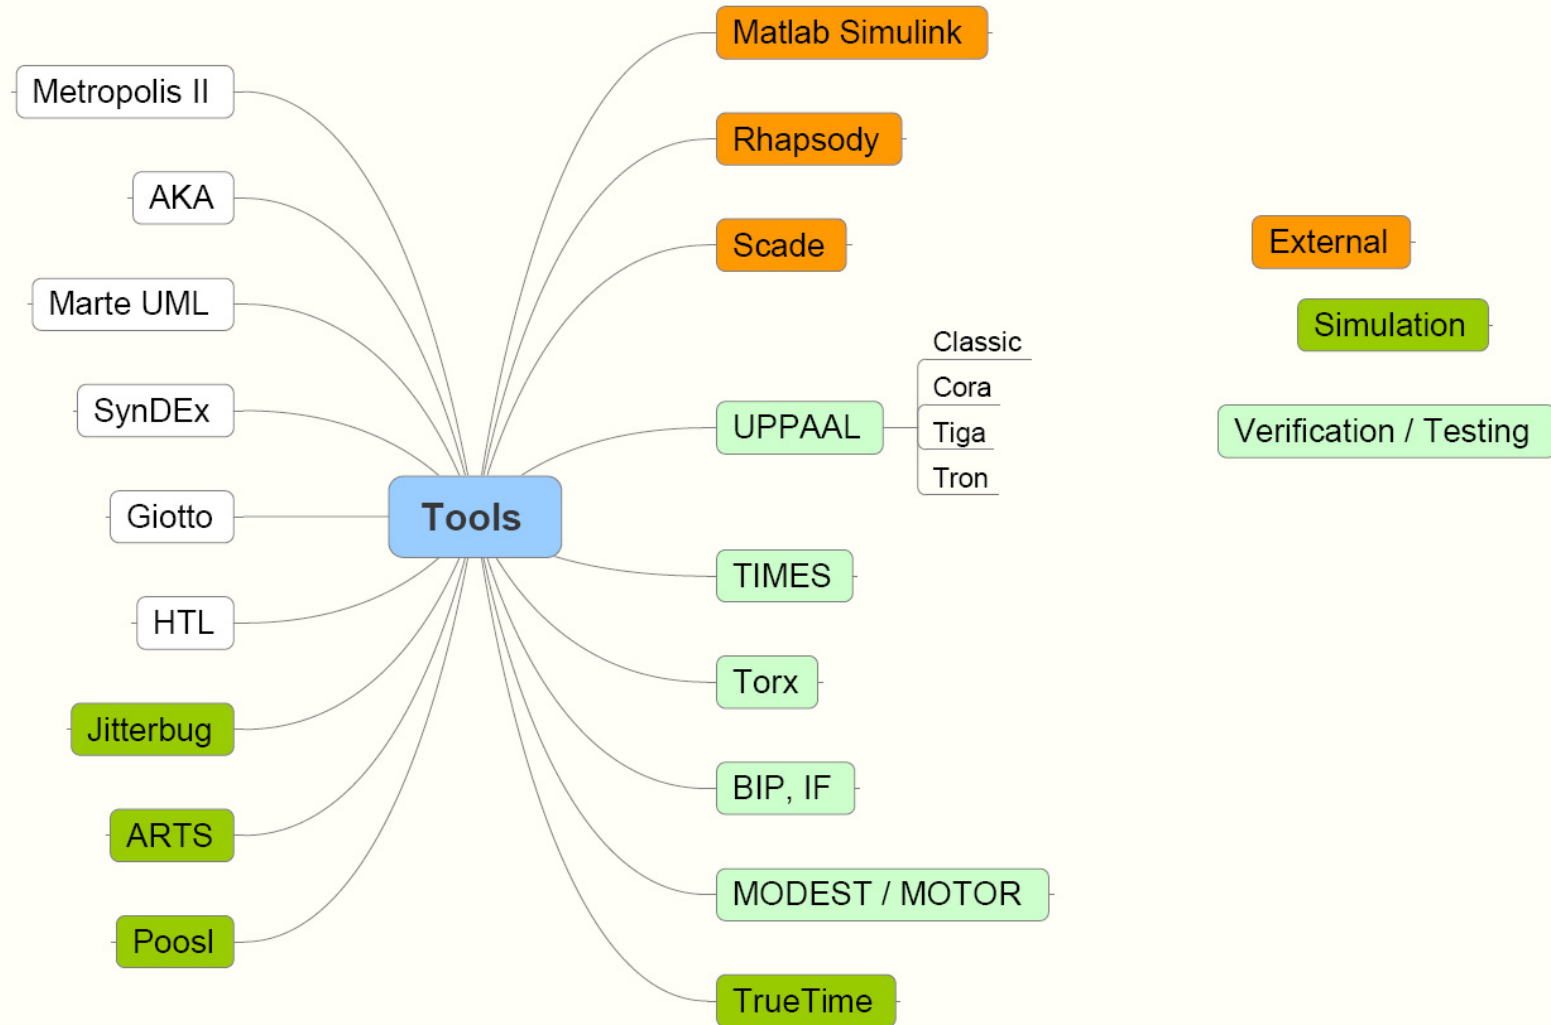 Metropolis II
AKA
Marte UML
SynDEx
Giotto
HTL
Jitterbug
ARTS
Poosl
Tools
Matlab Simulink
Rhapsody
Scade
UPPAAL
Classic
Cora
Tiga
Tron
TIMES
Torx
BIP, IF
MODEST / MOTOR
TrueTime
External
Simulation
Verification / Testing